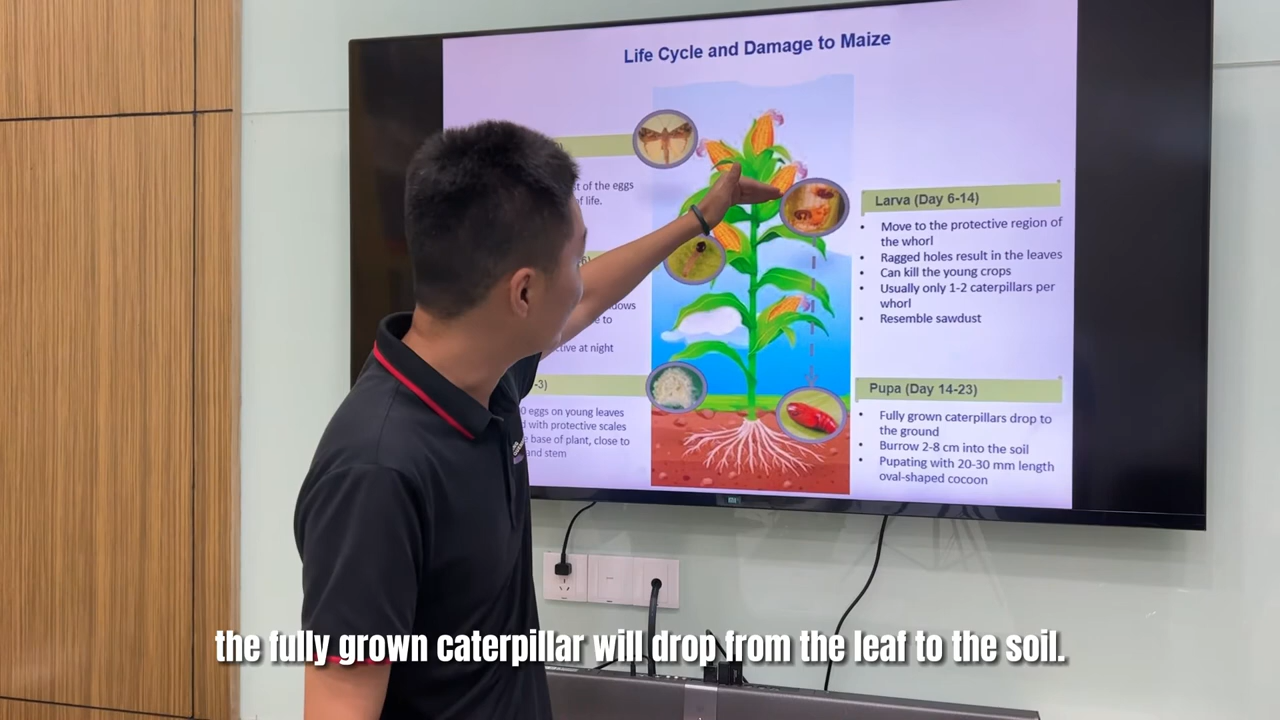 Life Cycle and Damage to Maize
of the eggs
of life.
at night
-3)
eggs on young leaves
with protective scales
base of plant, close to
and stem
Larva (Day 6-14)
• Move to the protective region of
the whorl
• Ragged holes result in the leaves
• Can kill the young crops
• Usually only 1-2 caterpillars per
whorl
• Resemble sawdust
Pupa (Day 14-23)
• Fully grown caterpillars drop to
the ground
• Burrow 2-8 cm into the soil
• Pupating with 20-30 mm length
oval-shaped cocoon
the fully grown caterpillar will drop from the leaf to the soil.